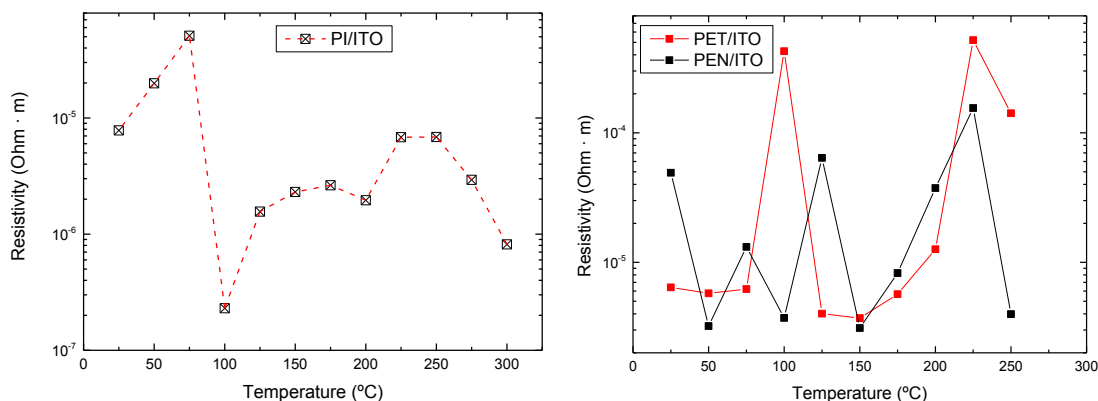 PI/ITO
Resistivity (Ohm · m)
10⁻⁵
10⁻⁶
10⁻⁷
0 50 100 150 200 250 300
Temperature (ºC)
PET/ITO
PEN/ITO
Resistivity (Ohm · m)
10⁻⁴
10⁻⁵
0 50 100 150 200 250 300
Temperature (ºC)